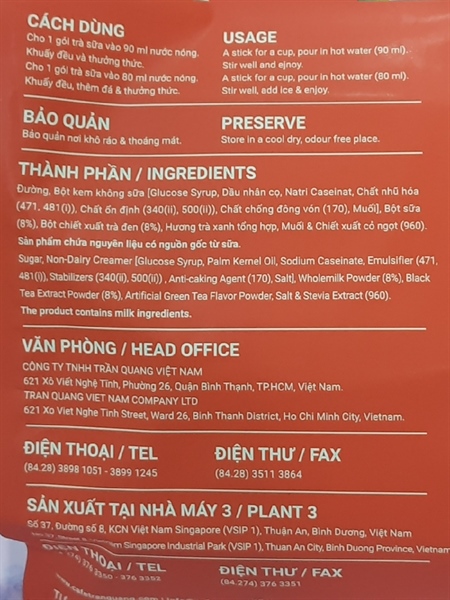 CÁCH DÙNG
Cho 1 gói trà sữa vào 90 ml nước nóng.
Khuấy đều và thưởng thức.
Cho 1 gói trà sữa vào 80 ml nước nóng.
Khuấy đều, thêm đá & thưởng thức.
USAGE
A stick for a cup, pour in hot water (90 ml).
Stir well and ejnoy.
A stick for a cup, pour in hot water (80 ml).
Stir well, add ice & enjoy.
BẢO QUẢN
Bảo quản nơi khô ráo & thoáng mát.
PRESERVE
Store in a cool dry, odour free place.
THÀNH PHẦN / INGREDIENTS
Đường, Bột kem không sữa [Glucose Syrup, Dầu nhân cọ, Natri Caseinat, Chất nhũ hóa
(471, 481(i)), Chất ổn định (340(ii), 500(ii)), Chất chống đông vón (170), Muối], Bột sữa
(8%), Bột chiết xuất trà đen (8%), Hương trà xanh tổng hợp, Muối & Chiết xuất cỏ ngọt (960).
Sản phẩm chứa nguyên liệu có nguồn gốc từ sữa.
Sugar, Non-Dairy Creamer [Glucose Syrup, Palm Kernel Oil, Sodium Caseinate, Emulsifier (471,
481(i)), Stabilizers (340(ii), 500(ii)) , Anti-caking Agent (170), Salt], Wholemilk Powder (8%), Black
Tea Extract Powder (8%), Artificial Green Tea Flavor Powder, Salt & Stevia Extract (960).
The product contains milk ingredients.
VĂN PHÒNG / HEAD OFFICE
CÔNG TY TNHH TRẦN QUANG VIỆT NAM
621 Xô Viết Nghệ Tĩnh, Phường 26, Quận Bình Thạnh, TP.HCM, Việt Nam.
TRAN QUANG VIET NAM COMPANY LTD
621 Xo Viet Nghe Tinh Street, Ward 26, Binh Thanh District, Ho Chi Minh City, Vietnam.
ĐIỆN THOẠI / TEL
(84.28) 3898 1051 - 3899 1245
ĐIỆN THƯ / FAX
(84.28) 3511 3864
SẢN XUẤT TẠI NHÀ MÁY 3 / PLANT 3
Số 37, Đường số 8, KCN Việt Nam Singapore (VSIP 1), Thuận An, Bình Dương, Việt Nam
Singapore Industrial Park (VSIP 1), Thuan An City, Binh Duong Province, Vietnam
ĐIỆN THOẠI / TEL
376 3350 - 376 3352
ĐIỆN THƯ / FAX
(84.274) 376 3351